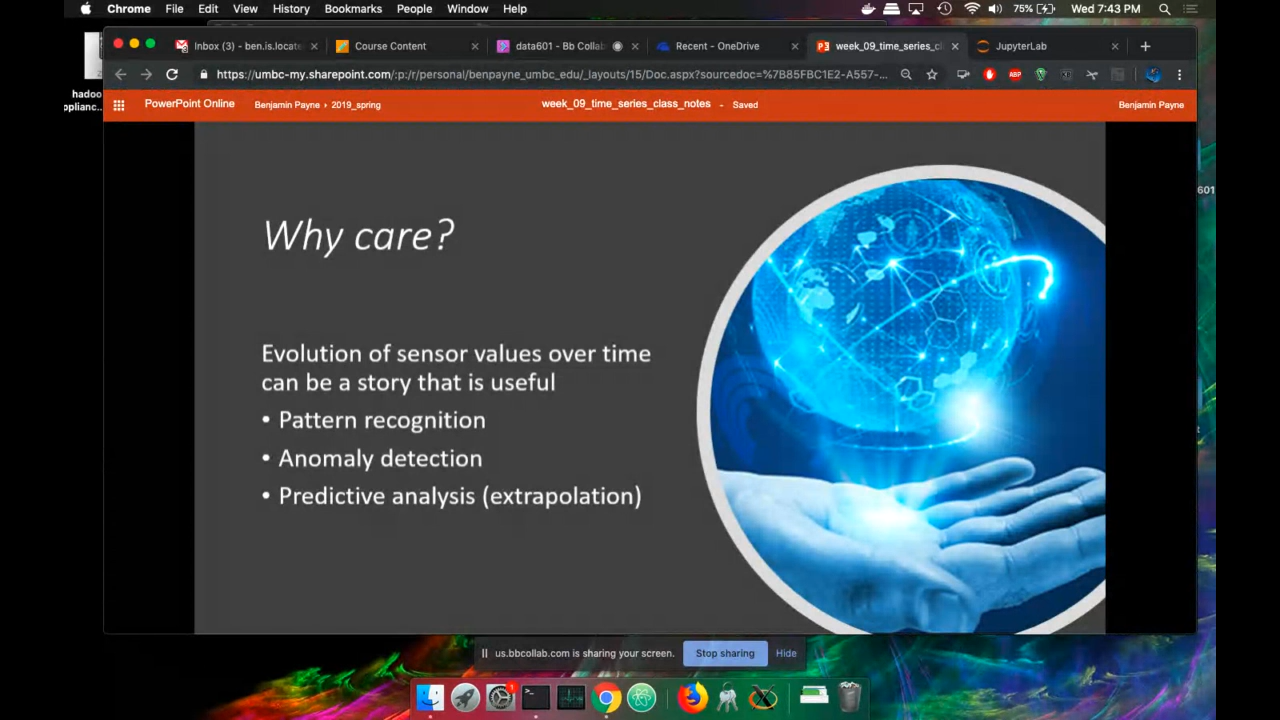 Chrome File Edit View History Bookmarks People Window Help 75% Wed 7:43 PM
Inbox (3) - ben.is.locate
Course Content
data601 - Bb Collab
Recent - OneDrive
week_09_time_series_cl
JupyterLab
https://umbc-my.sharepoint.com/:p:/r/personal/benpayne_umbc_edu/_layouts/15/Doc.aspx?sourcedoc=%7B85FBC1E2-A557-...
ABP
PowerPoint Online Benjamin Payne › 2019_spring week_09_time_series_class_notes - Saved Benjamin Payne
hadoo
pplianc...
601
Why care?
Evolution of sensor values over time
can be a story that is useful
• Pattern recognition
• Anomaly detection
• Predictive analysis (extrapolation)
us.bbcollab.com is sharing your screen. Stop sharing Hide